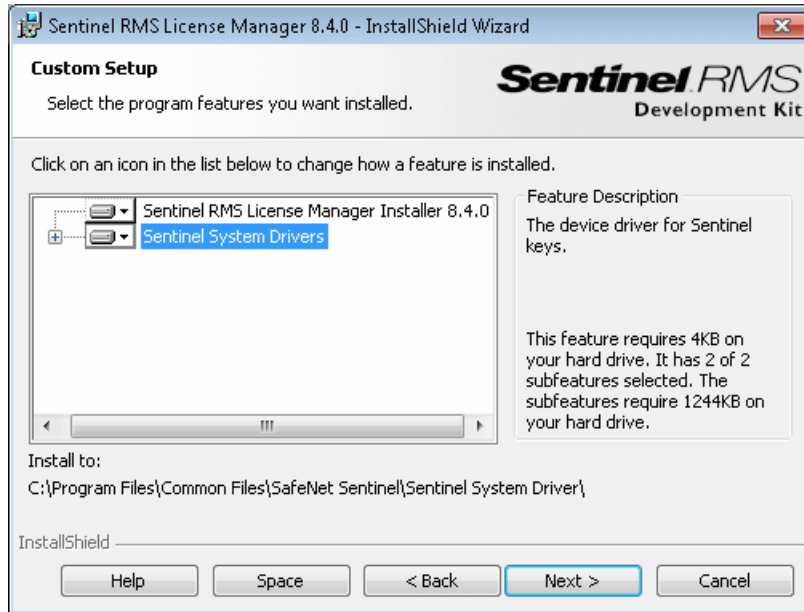 Sentinel RMS License Manager 8.4.0 - InstallShield Wizard
Custom Setup
Select the program features you want installed.
Sentinel RMS
Development Kit
Click on an icon in the list below to change how a feature is installed.
Sentinel RMS License Manager Installer 8.4.0
Sentinel System Drivers
Feature Description
The device driver for Sentinel
keys.
This feature requires 4KB on
your hard drive. It has 2 of 2
subfeatures selected. The
subfeatures require 1244KB on
your hard drive.
Install to:
C:\Program Files\Common Files\SafeNet Sentinel\Sentinel System Driver\
InstallShield
Help
Space
< Back
Next >
Cancel